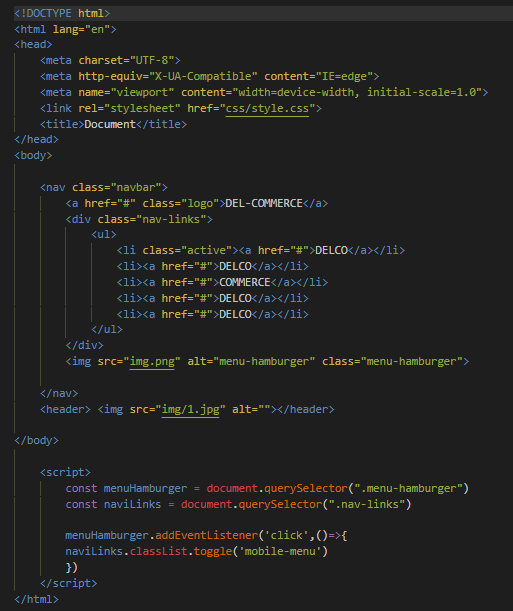 <!DOCTYPE html>
<html lang="en">
<head>
    <meta charset="UTF-8">
    <meta http-equiv="X-UA-Compatible" content="IE=edge">
    <meta name="viewport" content="width=device-width, initial-scale=1.0">
    <link rel="stylesheet" href="css/style.css">
    <title>Document</title>
</head>
<body>

    <nav class="navbar">
        <a href="#" class="logo">DEL-COMMERCE</a>
        <div class="nav-links">
            <ul>
                <li class="active"><a href="#">DELCO</a></li>
                <li><a href="#">DELCO</a></li>
                <li><a href="#">COMMERCE</a></li>
                <li><a href="#">DELCO</a></li>
                <li><a href="#">DELCO</a></li>
            </ul>
        </div>
        <img src="img.png" alt="menu-hamburger" class="menu-hamburger">

    </nav>
    <header> <img src="img/1.jpg" alt=""></header>

</body>

    <script>
        const menuHamburger = document.querySelector(".menu-hamburger")
        const naviLinks = document.querySelector(".nav-links")

        menuHamburger.addEventListener('click',()=>{
        naviLinks.classList.toggle('mobile-menu')
        })
    </script>
</html>